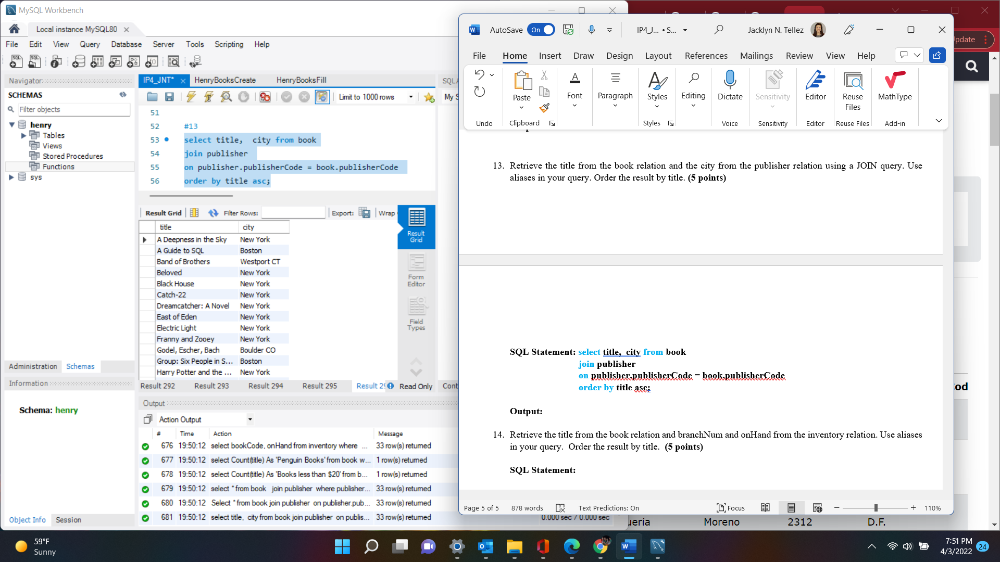 MySQL Workbench
Local instance MySQL80
File Edit View Query Database Server Tools Scripting Help
Navigator
SCHEMAS
Filter objects
henry
Tables
Views
Stored Procedures
Functions
sys
Administration Schemas
Information
Schema: henry
Object Info Session
IP4_JNT* HenryBooksCreate HenryBooksFill
Limit to 1000 rows
51
52 #13
53 select title, city from book
54 join publisher
55 on publisher.publisherCode = book.publisherCode
56 order by title asc;
Result Grid Filter Rows: Export: Wrap
title city
A Deepness in the Sky New York
A Guide to SQL Boston
Band of Brothers Westport CT
Beloved New York
Black House New York
Catch-22 New York
Dreamcatcher: A Novel New York
East of Eden New York
Electric Light New York
Franny and Zooey New York
Godel, Escher, Bach Boulder CO
Group: Six People in S... Boston
Harry Potter and the ... New York
Result Grid
Form Editor
Field Types
Result 292 Result 293 Result 294 Result 295 Result 29 Read Only Cont
Output
Action Output
# Time Action Message
676 19:50:12 select bookCode, onHand from inventory where ... 33 row(s) returned
677 19:50:12 select Count(title) As 'Penguin Books' from book w... 1 row(s) returned
678 19:50:12 select Count(title) As 'Books less than $20' from b... 1 row(s) returned
679 19:50:12 select * from book join publisher where publisher... 33 row(s) returned
680 19:50:12 Select * from book join publisher on publisher.pub... 33 row(s) returned
681 19:50:12 select title, city from book join publisher on publis... 33 row(s) returned
0.000 sec / 0.000 sec
SQLA
My S
AutoSave On IP4_J... • S... Jacklyn N. Tellez
File Home Insert Draw Design Layout References Mailings Review View Help
Paste Font Paragraph Styles Editing Dictate Sensitivity Editor Reuse Files MathType
Undo Clipboard Styles Voice Sensitivity Editor Reuse Files Add-in
13. Retrieve the title from the book relation and the city from the publisher relation using a JOIN query. Use
aliases in your query. Order the result by title. (5 points)
SQL Statement: select title, city from book
join publisher
on publisher.publisherCode = book.publisherCode
order by title asc;
Output:
14. Retrieve the title from the book relation and branchNum and onHand from the inventory relation. Use aliases
in your query. Order the result by title. (5 points)
SQL Statement:
Page 5 of 5 878 words Text Predictions: On Focus 110%
pdate
od
uería Moreno 2312 D.F.
59°F
Sunny
7:51 PM
4/3/2022
24